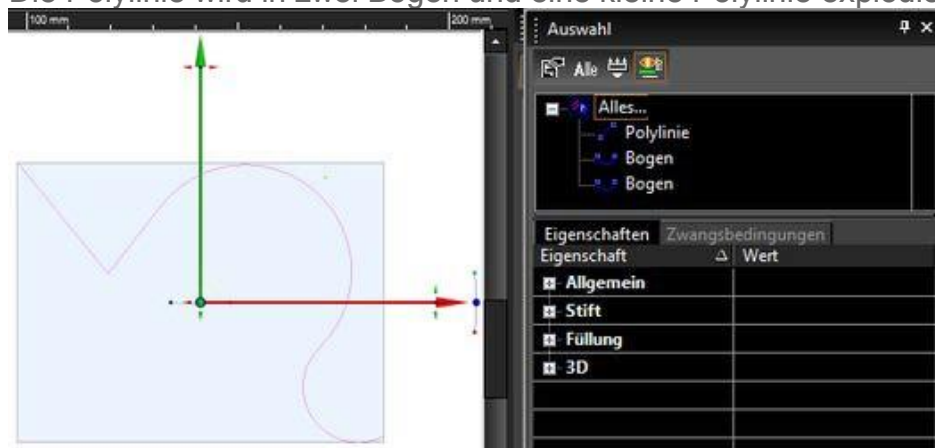 Die Polylinie wird in zwei Bögen und eine kleine Polylinie
100 mm
200 mm
Auswahl
Alle
Alles...
Polylinie
Bogen
Bogen
Eigenschaften Zwangsbedingungen
Eigenschaft Wert
Allgemein
Stift
Füllung
3D